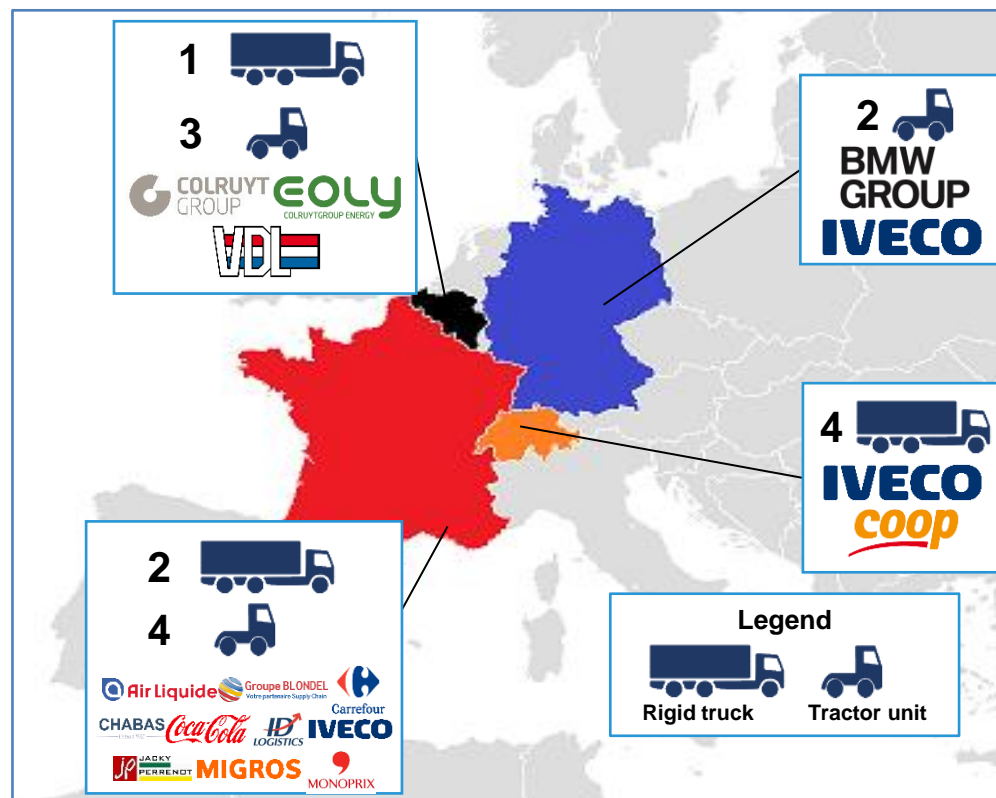 1
3
COLRUYT
GROUP
eoly
COLRUYTGROUP ENERGY
VDL
2
BMW
GROUP
IVECO
4
IVECO
coop
2
4
Air Liquide
Groupe BLONDEL
Votre partenaire Supply Chain
Carrefour
CHABAS
Coca-Cola
ID
LOGISTICS
IVECO
JP
JACKY
PERRENOT
MIGROS
MONOPRIX
Legend
Rigid truck
Tractor unit